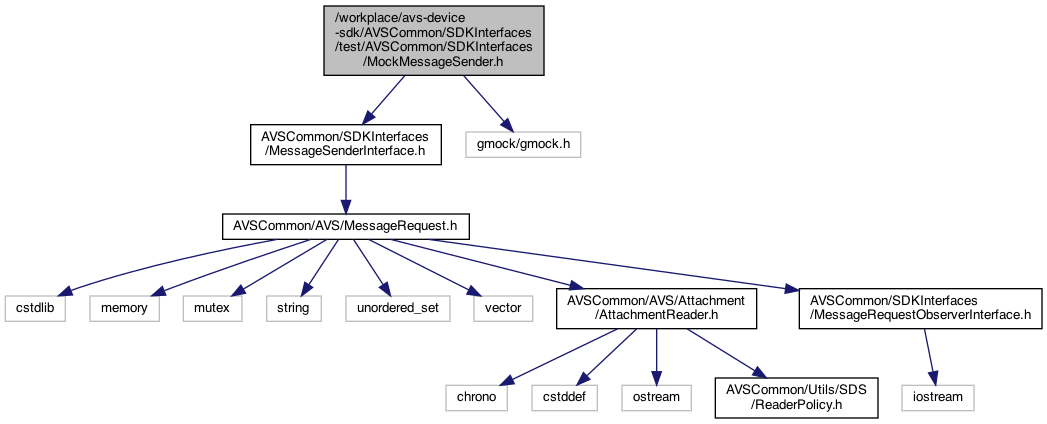 /workplace/avs-device
-sdk/AVSCommon/SDKInterfaces
/test/AVSCommon/SDKInterfaces
/MockMessageSender.h
AVSCommon/SDKInterfaces
/MessageSenderInterface.h
gmock/gmock.h
AVSCommon/AVS/MessageRequest.h
cstdlib
memory
mutex
string
unordered_set
vector
AVSCommon/AVS/Attachment
/AttachmentReader.h
AVSCommon/SDKInterfaces
/MessageRequestObserverInterface.h
chrono
cstddef
ostream
AVSCommon/Utils/SDS
/ReaderPolicy.h
iostream